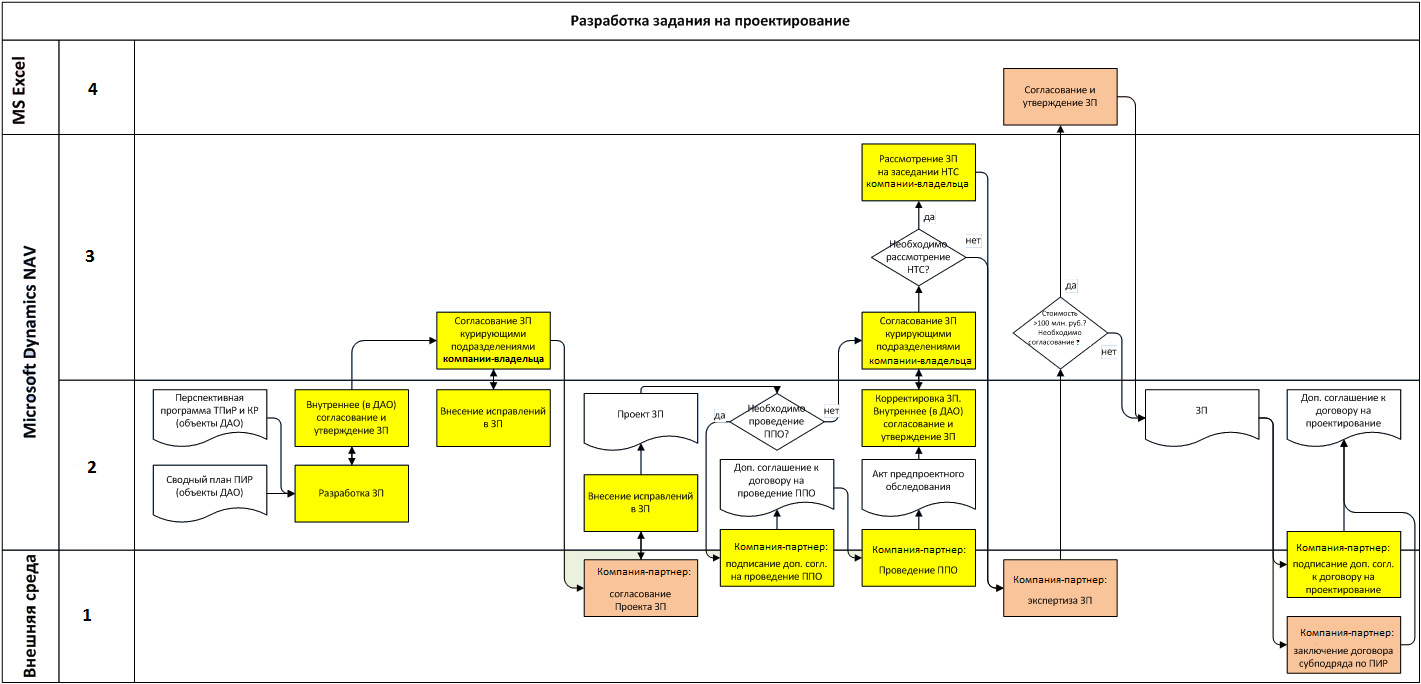 Разработка задания на проектирование
MS Excel
4
Согласование и
утверждение ЗП
Microsoft Dynamics NAV
3
Рассмотрение ЗП
на заседании НТС
компании-владельца
да
Необходимо
рассмотрение
НТС?
нет
Согласование ЗП
курирующими
подразделениями
компании-владельца
Согласование ЗП
курирующими
подразделениями
компании-владельца
да
Стоимость
>100 млн. руб.?
Необходимо
согласование ?
нет
2
Перспективная
программа ТПиР и КР
(объекты ДАО)
Сводный план ПИР
(объекты ДАО)
Внутреннее (в ДАО)
согласование и
утверждение ЗП
Разработка ЗП
Внесение исправлений
в ЗП
Проект ЗП
Внесение исправлений
в ЗП
да
Необходимо
проведение
ППО?
нет
Доп. соглашение к
договору на
проведение ППО
Корректировка ЗП.
Внутреннее (в ДАО)
согласование и
утверждение ЗП
Акт предпроектного
обследования
ЗП
Доп. соглашение к
договору на
проектирование
Внешняя среда
1
Компания-партнер:
согласование
Проекта ЗП
Компания-партнер:
подписание доп. согл.
на проведение ППО
Компания-партнер:
Проведение ППО
Компания-партнер:
экспертиза ЗП
Компания-партнер:
подписание доп. согл.
к договору на
проектирование
Компания-партнер:
заключение договора
субподряда по ПИР